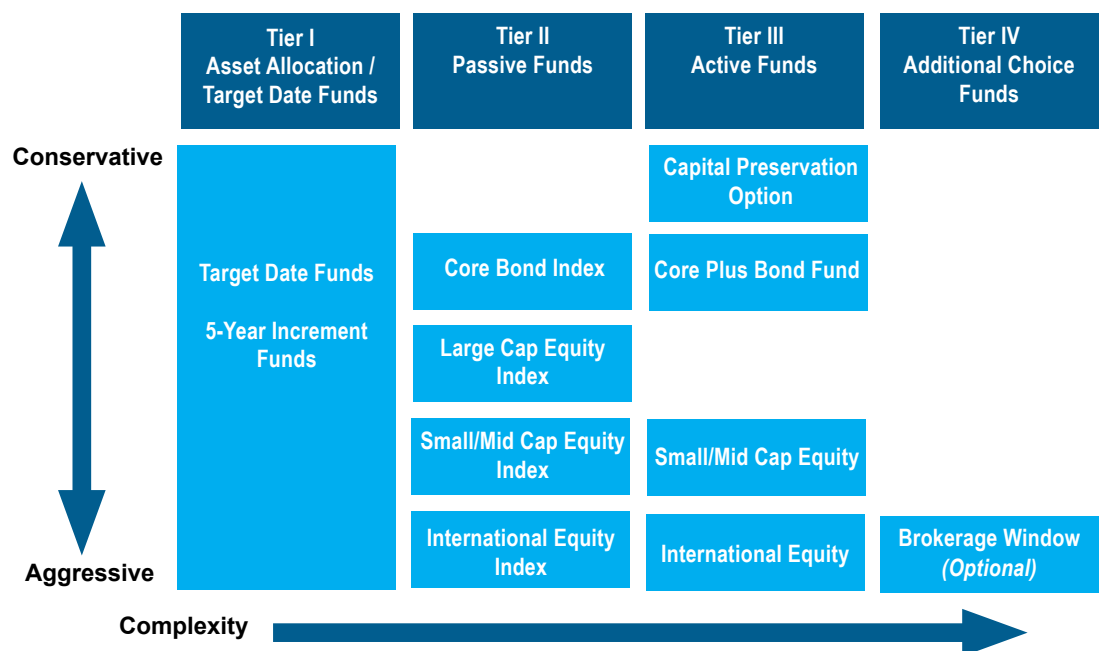 Tier I
Asset Allocation /
Target Date Funds
Tier II
Passive Funds
Tier III
Active Funds
Tier IV
Additional Choice
Funds
Conservative
Aggressive
Target Date Funds
5-Year Increment
Funds
Core Bond Index
Large Cap Equity
Index
Small/Mid Cap Equity
Index
International Equity
Index
Capital Preservation
Option
Core Plus Bond Fund
Small/Mid Cap Equity
International Equity
Brokerage Window
(Optional)
Complexity